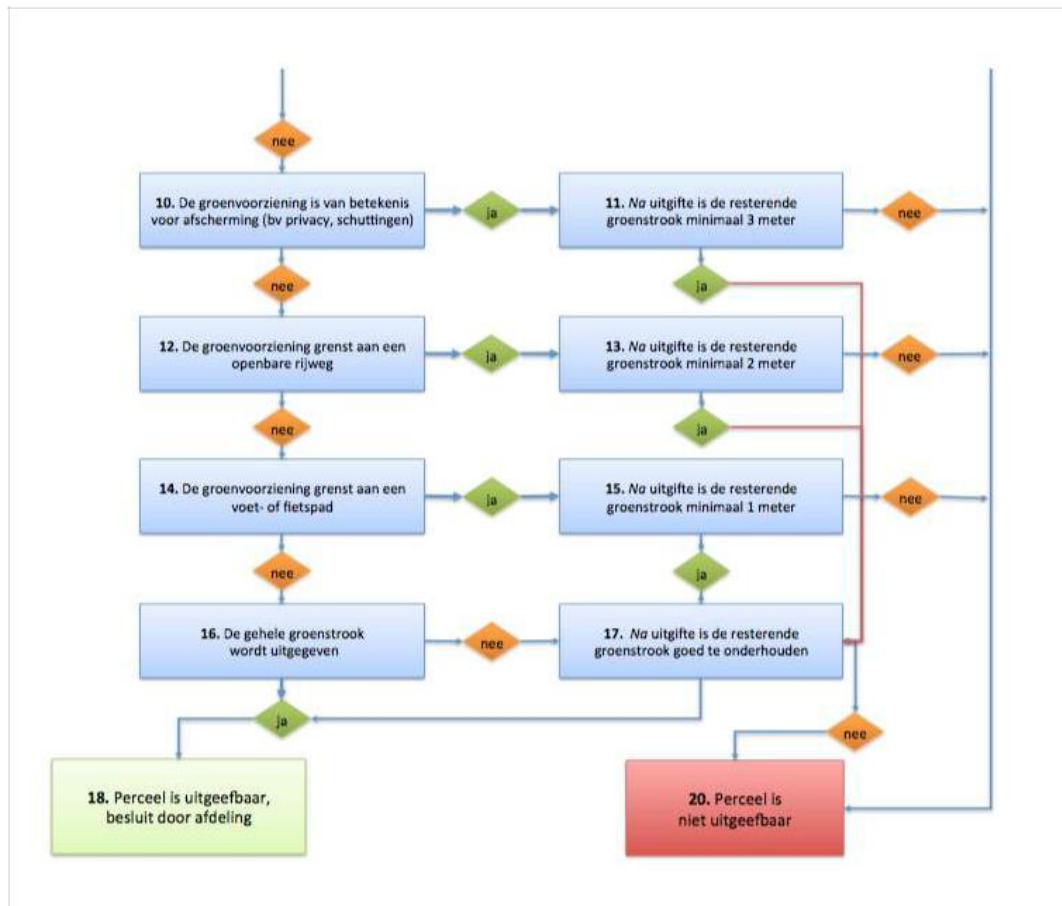 nee
10. De groenvoorziening is van betekenis
voor afscherming (bv privacy, schuttingen)
ja
11. Na uitgifte is de resterende
groenstrook minimaal 3 meter
nee
nee
ja
12. De groenvoorziening grenst aan een
openbare rijweg
ja
13. Na uitgifte is de resterende
groenstrook minimaal 2 meter
nee
nee
ja
14. De groenvoorziening grenst aan een
voet- of fietspad
ja
15. Na uitgifte is de resterende
groenstrook minimaal 1 meter
nee
nee
ja
16. De gehele groenstrook
wordt uitgegeven
nee
17. Na uitgifte is de resterende
groenstrook goed te onderhouden
ja
nee
18. Perceel is uitgeefbaar,
besluit door afdeling
20. Perceel is
niet uitgeefbaar